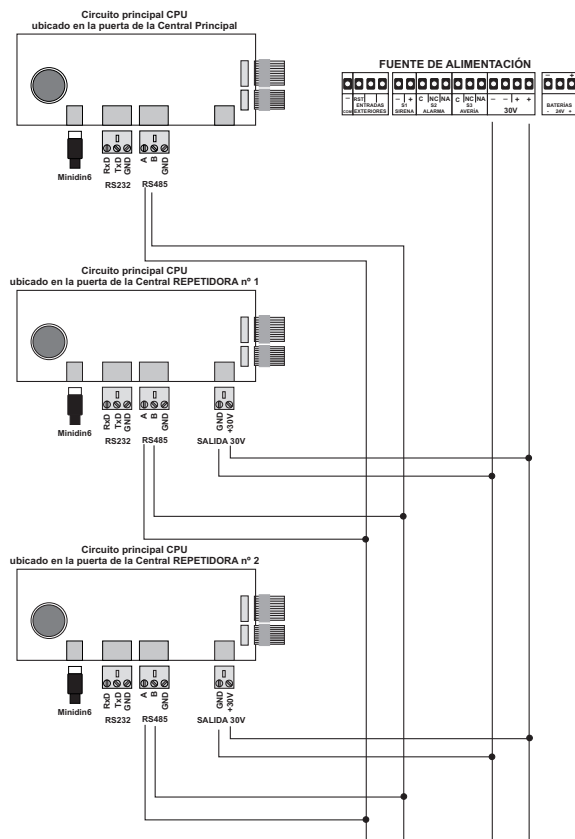 Circuito principal CPU
ubicado en la puerta de la Central Principal
Minidin6
RxD
TxD
GND
RS232
A
B
GND
RS485
FUENTE DE ALIMENTACIÓN
- RST
COM
ENTRADAS
EXTERIORES
- +
S1
SIRENA
C NC NA
S2
ALARMA
C NC NA
S3
AVERÍA
- - + +
30V
- +
BATERÍAS
- 24V +
Circuito principal CPU
ubicado en la puerta de la Central REPETIDORA nº 1
Minidin6
RxD
TxD
GND
RS232
A
B
GND
RS485
GND
+30V
SALIDA 30V
Circuito principal CPU
ubicado en la puerta de la Central REPETIDORA nº 2
Minidin6
RxD
TxD
GND
RS232
A
B
GND
RS485
GND
+30V
SALIDA 30V